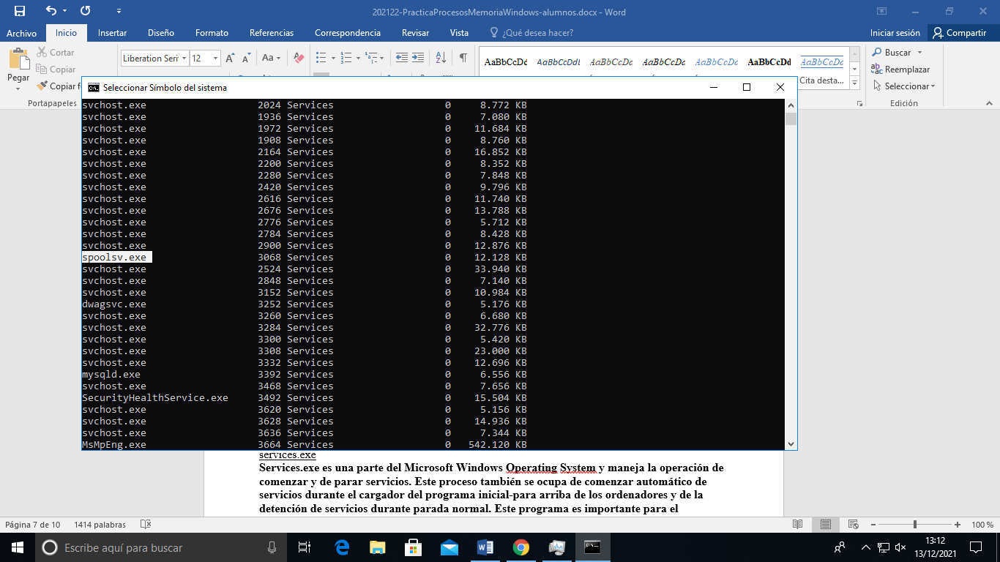 202122-PracticaProcesosMemoriaWindows-alumnos.docx - Word
Archivo Inicio Insertar Diseño Formato Referencias Correspondencia Revisar Vista ¿Qué desea hacer? Iniciar sesión Compartir
Pegar
Cortar
Copiar
Copiar f
Portapapeles
Liberation Seri 12
AaBbCcDc AaBbCcDdE AaBbCcDc AaBbCcDc AaBbCcDc AaBbCcDd AaBbCcDc
Cita desta...
Buscar
Reemplazar
Seleccionar
Edición
Seleccionar Símbolo del sistema
svchost.exe 2024 Services 0 8.772 KB
svchost.exe 1936 Services 0 7.080 KB
svchost.exe 1972 Services 0 11.684 KB
svchost.exe 1908 Services 0 8.760 KB
svchost.exe 2164 Services 0 16.852 KB
svchost.exe 2200 Services 0 8.352 KB
svchost.exe 2280 Services 0 7.848 KB
svchost.exe 2420 Services 0 9.796 KB
svchost.exe 2616 Services 0 11.740 KB
svchost.exe 2676 Services 0 13.788 KB
svchost.exe 2776 Services 0 5.712 KB
svchost.exe 2784 Services 0 8.428 KB
svchost.exe 2900 Services 0 12.876 KB
spoolsv.exe 3068 Services 0 12.128 KB
svchost.exe 2524 Services 0 33.940 KB
svchost.exe 2848 Services 0 7.140 KB
svchost.exe 3152 Services 0 10.984 KB
dwagsvc.exe 3252 Services 0 5.176 KB
svchost.exe 3260 Services 0 6.680 KB
svchost.exe 3284 Services 0 32.776 KB
svchost.exe 3300 Services 0 5.420 KB
svchost.exe 3308 Services 0 23.000 KB
svchost.exe 3332 Services 0 12.696 KB
mysqld.exe 3392 Services 0 6.556 KB
svchost.exe 3468 Services 0 7.656 KB
SecurityHealthService.exe 3492 Services 0 15.504 KB
svchost.exe 3620 Services 0 5.156 KB
svchost.exe 3628 Services 0 14.936 KB
svchost.exe 3636 Services 0 7.344 KB
MsMpEng.exe 3664 Services 0 542.120 KB
services.exe
Services.exe es una parte del Microsoft Windows Operating System y maneja la operación de
comenzar y de parar servicios. Este proceso también se ocupa de comenzar automático de
servicios durante el cargador del programa inicial-para arriba de los ordenadores y de la
detención de servicios durante parada normal. Este programa es importante para el
Página 7 de 10 1414 palabras 100 %
Escribe aquí para buscar
13:12
13/12/2021